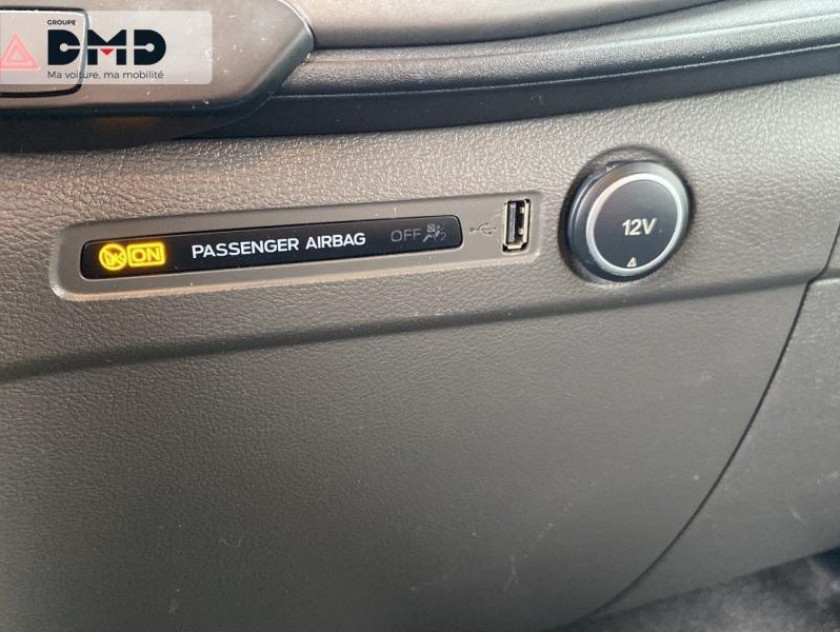 GROUPE
DMD
Ma voiture, ma mobilité
ON PASSENGER AIRBAG OFF
12V